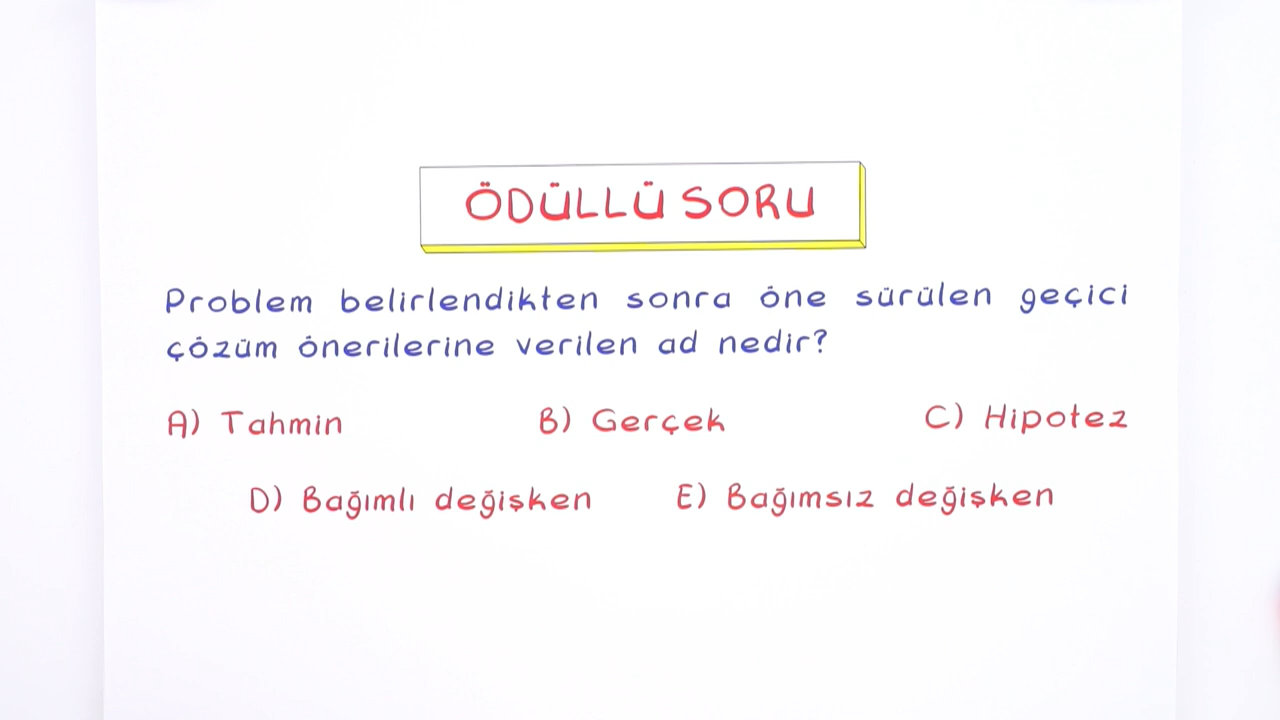 ÖDÜLLÜ SORU
Problem belirlendikten sonra öne sürülen geçici
çözüm önerilerine verilen ad nedir?
A) Tahmin B) Gerçek C) Hipotez
D) Bağımlı değişken E) Bağımsız değişken